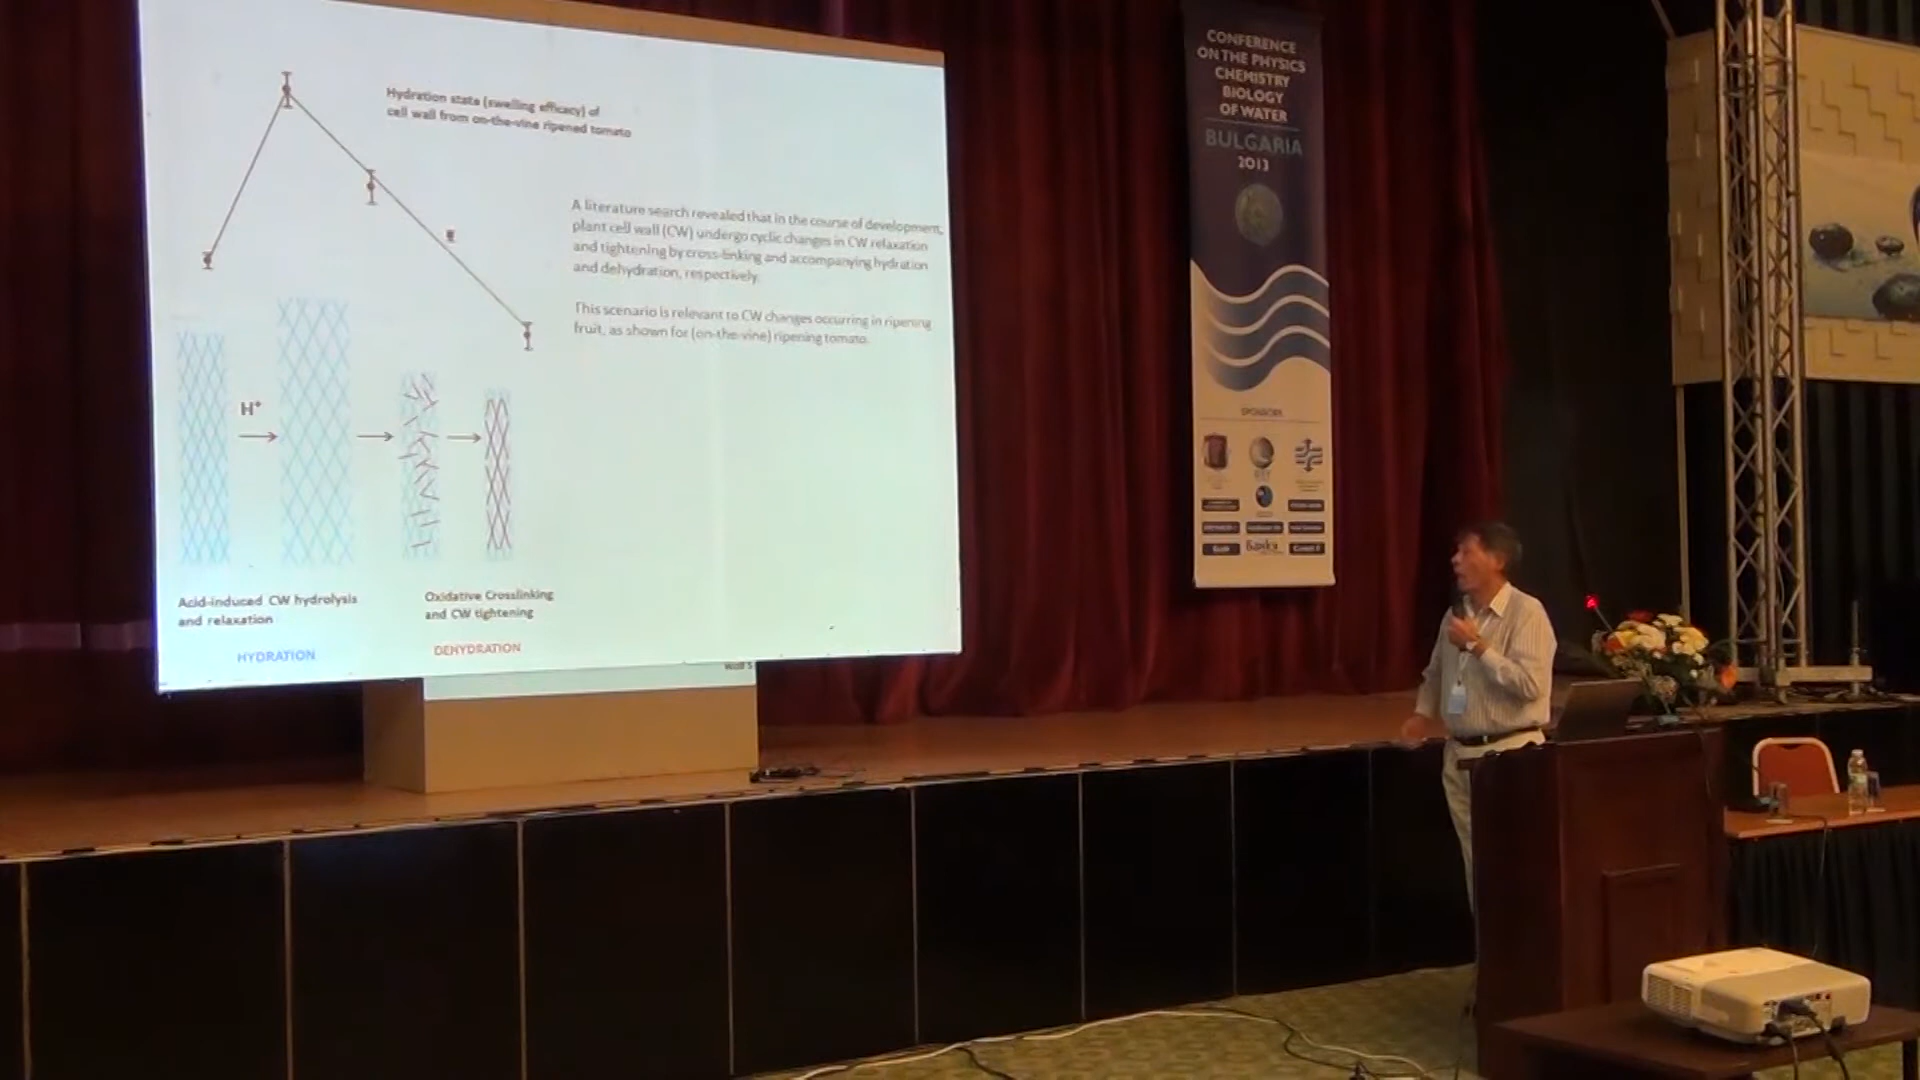 Hydration state (swelling efficacy) of
cell wall from on-the-vine ripened tomato
A literature search revealed that in the course of development,
plant cell wall (CW) undergo cyclic changes in CW relaxation
and tightening by cross-linking and accompanying hydration
and dehydration, respectively.
This scenario is relevant to CW changes occurring in ripening
fruit, as shown for (on-the-vine) ripening tomato.
H+
Acid-induced CW hydrolysis
and relaxation
HYDRATION
Oxidative Crosslinking
and CW tightening
DEHYDRATION
CONFERENCE
ON THE PHYSICS
CHEMISTRY
BIOLOGY
OF WATER
BULGARIA
2013
SPONSORS